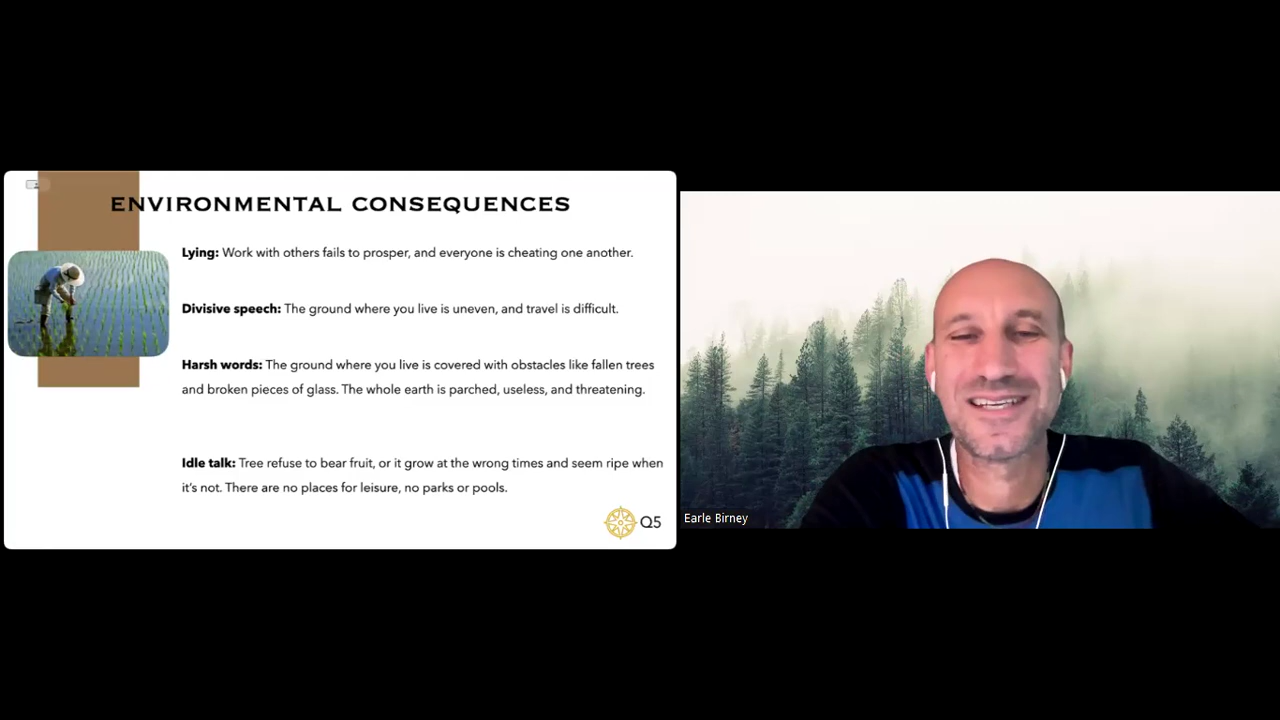 ENVIRONMENTAL CONSEQUENCES
Lying: Work with others fails to prosper, and everyone is cheating one another.
Divisive speech: The ground where you live is uneven, and travel is difficult.
Harsh words: The ground where you live is covered with obstacles like fallen trees
and broken pieces of glass. The whole earth is parched, useless, and threatening.
Idle talk: Tree refuse to bear fruit, or it grow at the wrong times and seem ripe when
it's not. There are no places for leisure, no parks or pools.
Q5
Earle Birney